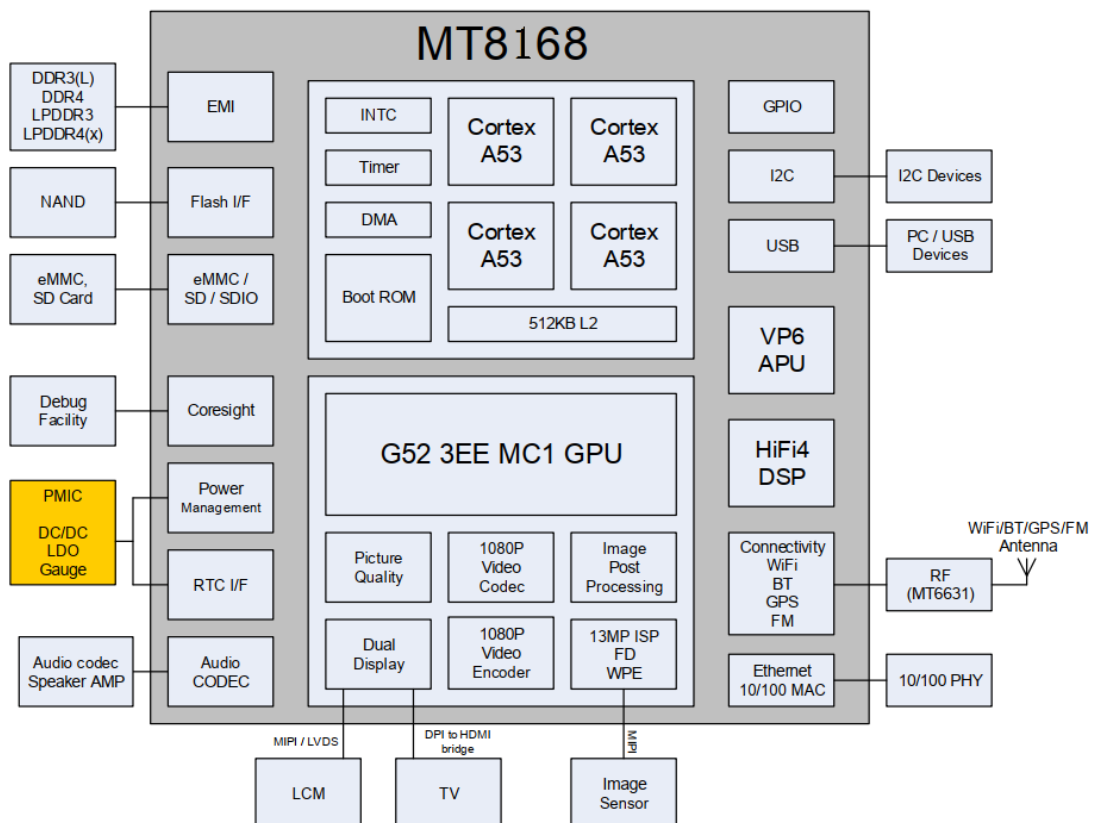 MT8168
DDR3(L)
DDR4
LPDDR3
LPDDR4(x)
EMI
NAND
Flash I/F
eMMC,
SD Card
eMMC /
SD / SDIO
Debug
Facility
Coresight
PMIC
DC/DC
LDO
Gauge
Power
Management
RTC I/F
Audio codec
Speaker AMP
Audio
CODEC
INTC
Timer
DMA
Boot ROM
Cortex
A53
Cortex
A53
Cortex
A53
Cortex
A53
512KB L2
G52 3EE MC1 GPU
Picture
Quality
1080P
Video
Codec
Image
Post
Processing
Dual
Display
1080P
Video
Encoder
13MP ISP
FD
WPE
GPIO
I2C
I2C Devices
USB
PC / USB
Devices
VP6
APU
HiFi4
DSP
Connectivity
WiFi
BT
GPS
FM
RF
(MT6631)
WiFi/BT/GPS/FM
Antenna
Ethernet
10/100 MAC
10/100 PHY
MIPI / LVDS
DPI to HDMI
bridge
MIPI
LCM
TV
Image
Sensor